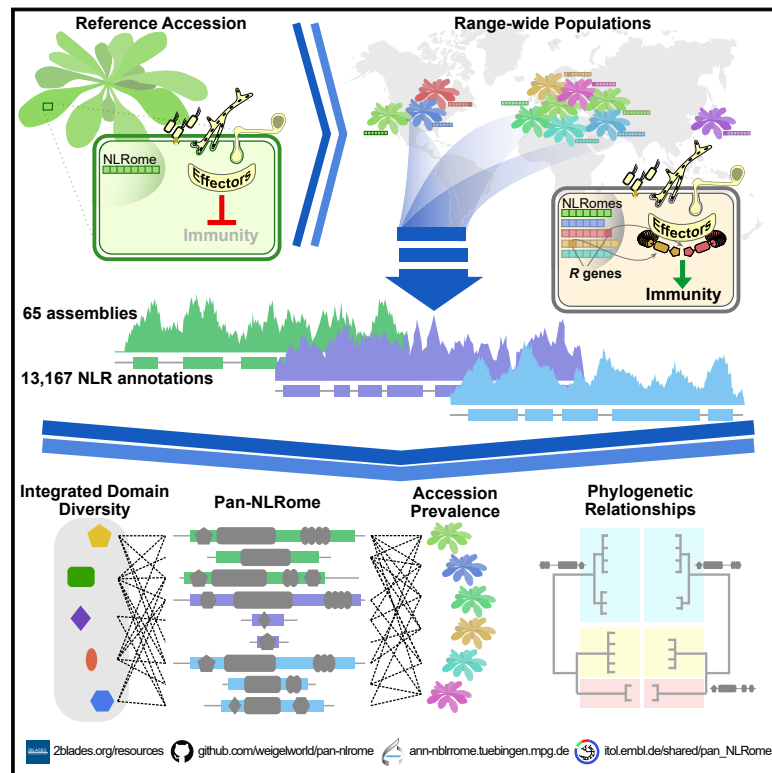 Reference Accession
Range-wide Populations
NLRome
Effectors
Immunity
NLRomes
Effectors
R genes
Immunity
65 assemblies
13,167 NLR annotations
Integrated Domain
Diversity
Pan-NLRome
Accession
Prevalence
Phylogenetic
Relationships
2BLADES
2blades.org/resources
github.com/weigelworld/pan-nlrome
ann-nblrrome.tuebingen.mpg.de
itol.embl.de/shared/pan_NLRome